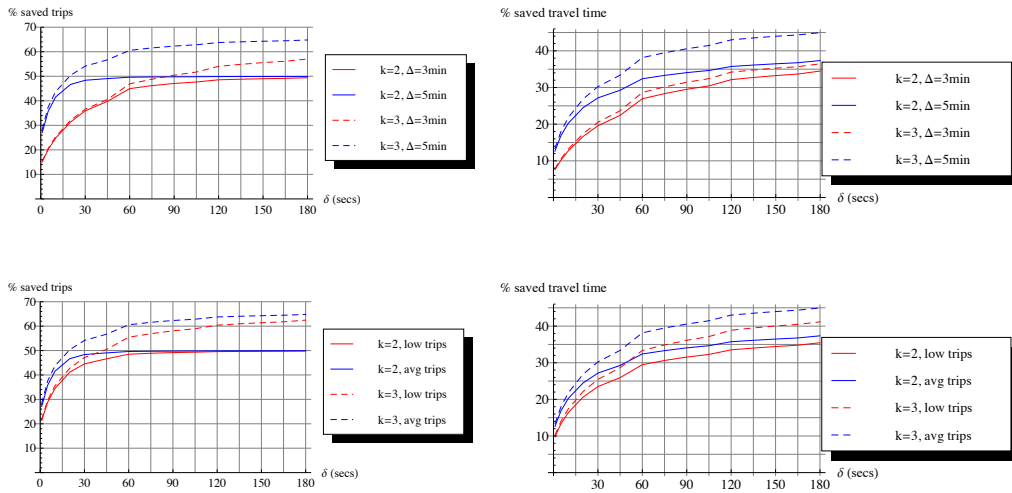 % saved trips
70
60
50
40
30
20
10
0 30 60 90 120 150 180
δ (secs)
k=2, Δ=3min
k=2, Δ=5min
k=3, Δ=3min
k=3, Δ=5min
% saved travel time
40
30
20
10
30 60 90 120 150 180
δ (secs)
k=2, Δ=3min
k=2, Δ=5min
k=3, Δ=3min
k=3, Δ=5min
% saved trips
70
60
50
40
30
20
10
0 30 60 90 120 150 180
δ (secs)
k=2, low trips
k=2, avg trips
k=3, low trips
k=3, avg trips
% saved travel time
40
30
20
10
30 60 90 120 150 180
δ (secs)
k=2, low trips
k=2, avg trips
k=3, low trips
k=3, avg trips